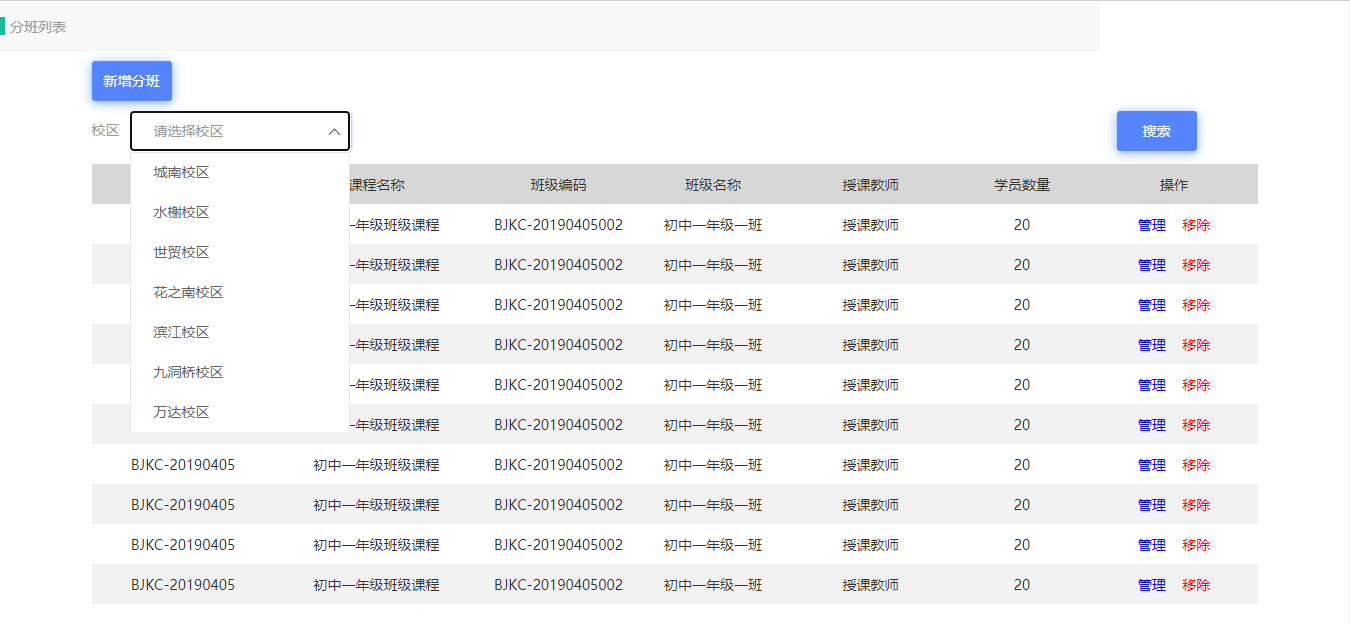 分班列表
新增分班
校区 请选择校区 搜索
城南校区
水榭校区
世贸校区
花之南校区
滨江校区
九洞桥校区
万达校区
课程名称 班级编码 班级名称 授课教师 学员数量 操作
一年级班级课程 BJKC-20190405002 初中一年级一班 授课教师 20 管理 移除
一年级班级课程 BJKC-20190405002 初中一年级一班 授课教师 20 管理 移除
一年级班级课程 BJKC-20190405002 初中一年级一班 授课教师 20 管理 移除
一年级班级课程 BJKC-20190405002 初中一年级一班 授课教师 20 管理 移除
一年级班级课程 BJKC-20190405002 初中一年级一班 授课教师 20 管理 移除
一年级班级课程 BJKC-20190405002 初中一年级一班 授课教师 20 管理 移除
BJKC-20190405 初中一年级班级课程 BJKC-20190405002 初中一年级一班 授课教师 20 管理 移除
BJKC-20190405 初中一年级班级课程 BJKC-20190405002 初中一年级一班 授课教师 20 管理 移除
BJKC-20190405 初中一年级班级课程 BJKC-20190405002 初中一年级一班 授课教师 20 管理 移除
BJKC-20190405 初中一年级班级课程 BJKC-20190405002 初中一年级一班 授课教师 20 管理 移除